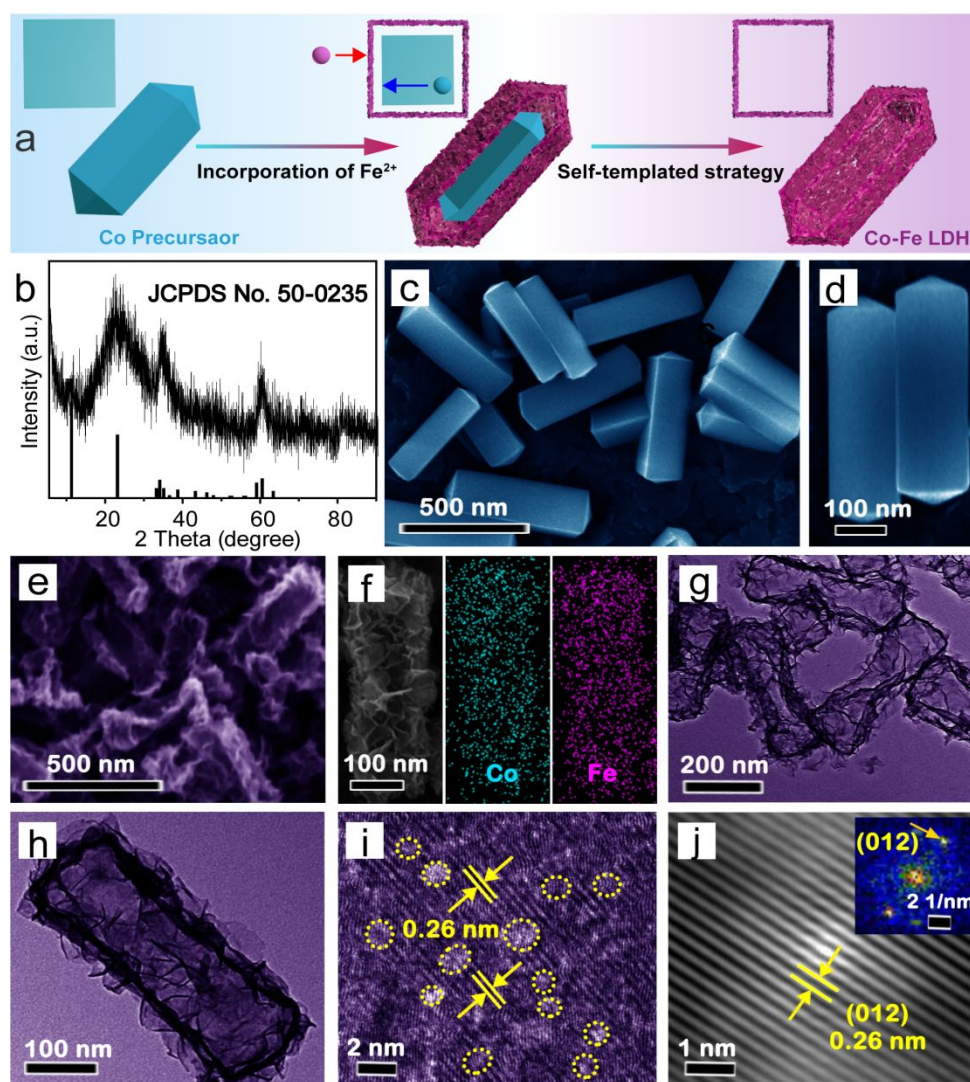 a
Incorporation of Fe²⁺
Self-templated strategy
Co Precursaor
Co-Fe LDH
b
JCPDS No. 50-0235
Intensity (a.u.)
20 40 60 80
2 Theta (degree)
c
500 nm
d
100 nm
e
500 nm
f
100 nm
Co
Fe
g
200 nm
h
100 nm
i
0.26 nm
2 nm
j
(012)
2 1/nm
(012)
0.26 nm
1 nm